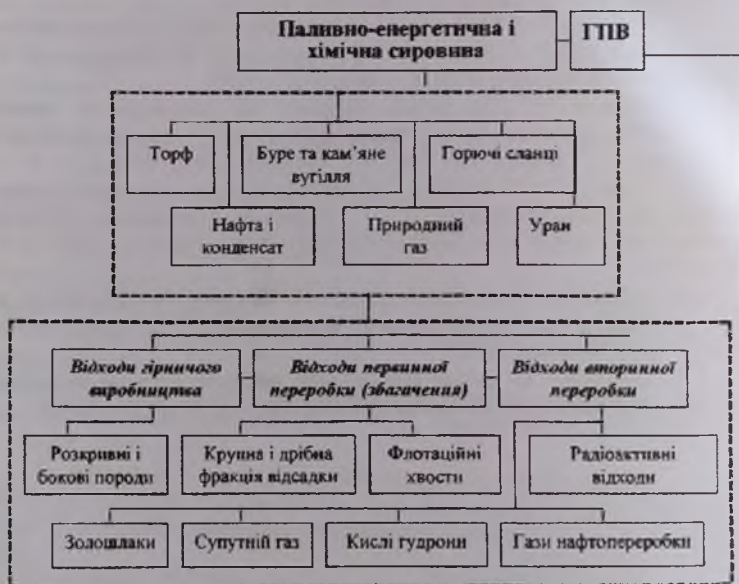 Паливно-енергетична і
хімічна сировина
ГПВ
Торф
Буре та кам’яне
вугілля
Горючі сланці
Нафта і
конденсат
Природний
газ
Уран
Відходи гірничого
виробництва
Відходи первинної
переробки (збагачення)
Відходи вторинної
переробки
Розкривні і
бокові породи
Крупна і дрібна
фракція відсадки
Флотаційні
хвости
Радіоактивні
відходи
Золошлаки
Супутній газ
Кислі гудрони
Гази нафтопереробки